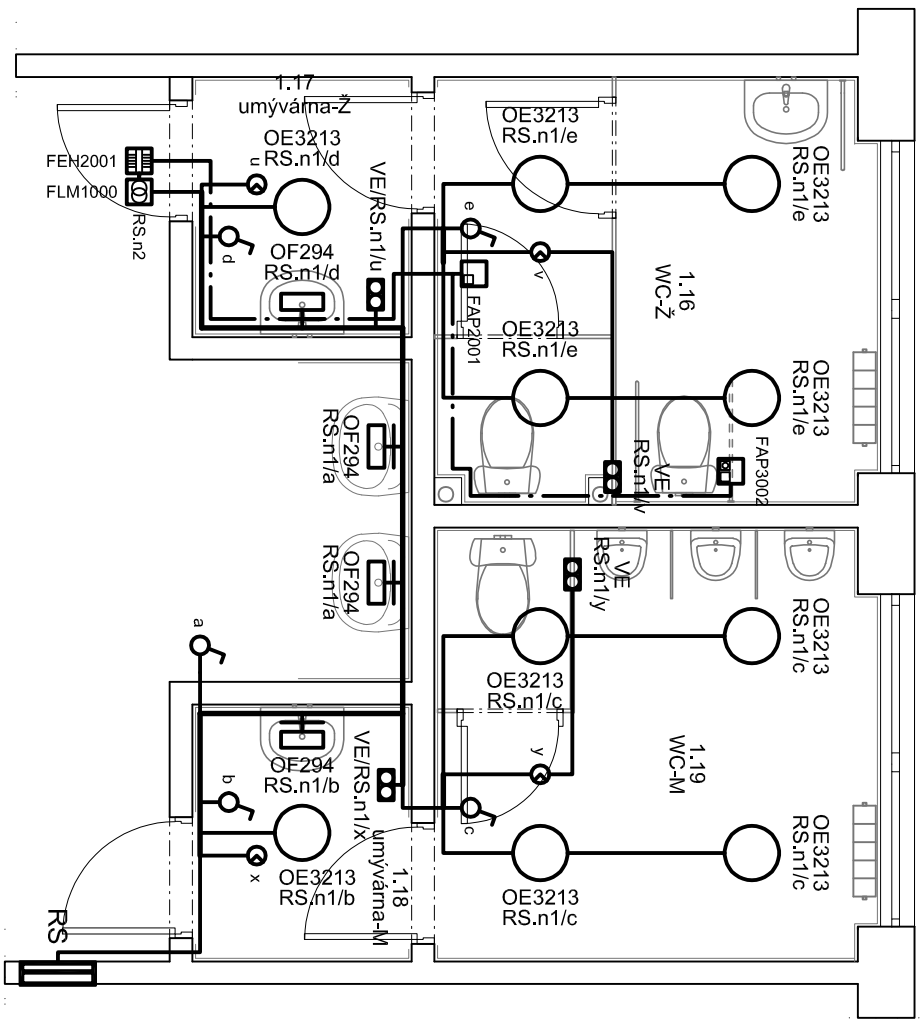 1.17
umývárna-Ž
OE3213
RS.n1/d
u
FEH2001
FLM1000
RS.n2
d
OF294
RS.n1/d
VE/RS.n1/u
OE3213
RS.n1/e
e
v
FAP2001
OE3213
RS.n1/e
OE3213
RS.n1/e
1.16
WC-Ž
OE3213
RS.n1/e
FAP3002
VE
RS.n1/v
OF294
RS.n1/a
OF294
RS.n1/a
VE
RS.n1/y
OE3213
RS.n1/c
OE3213
RS.n1/c
1.19
WC-M
a
b
OF294
RS.n1/b
VE/RS.n1/x
y
c
OE3213
RS.n1/c
OE3213
RS.n1/c
x
OE3213
RS.n1/b
1.18
umývárna-M
RS